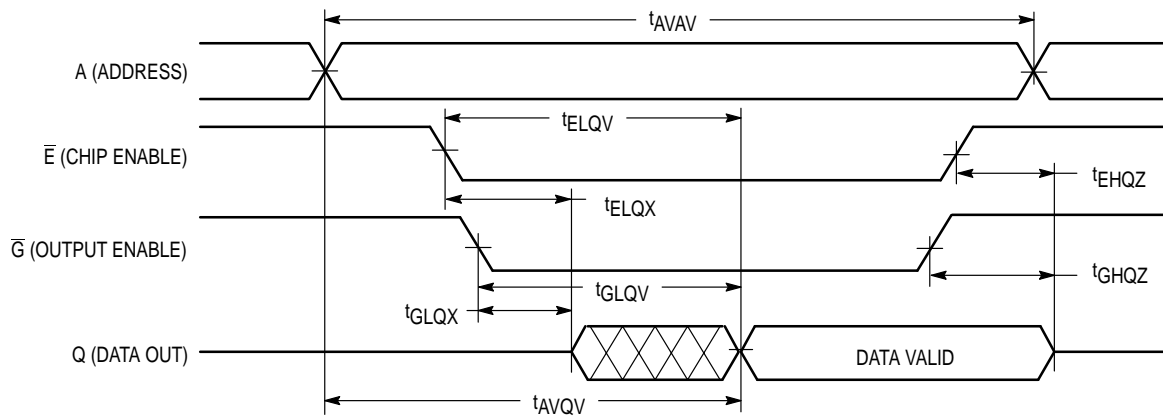 tAVAV
A (ADDRESS)
tELQV
E̅ (CHIP ENABLE)
tEHQZ
tELQX
G̅ (OUTPUT ENABLE)
tGHQZ
tGLQV
tGLQX
Q (DATA OUT)
DATA VALID
tAVQV